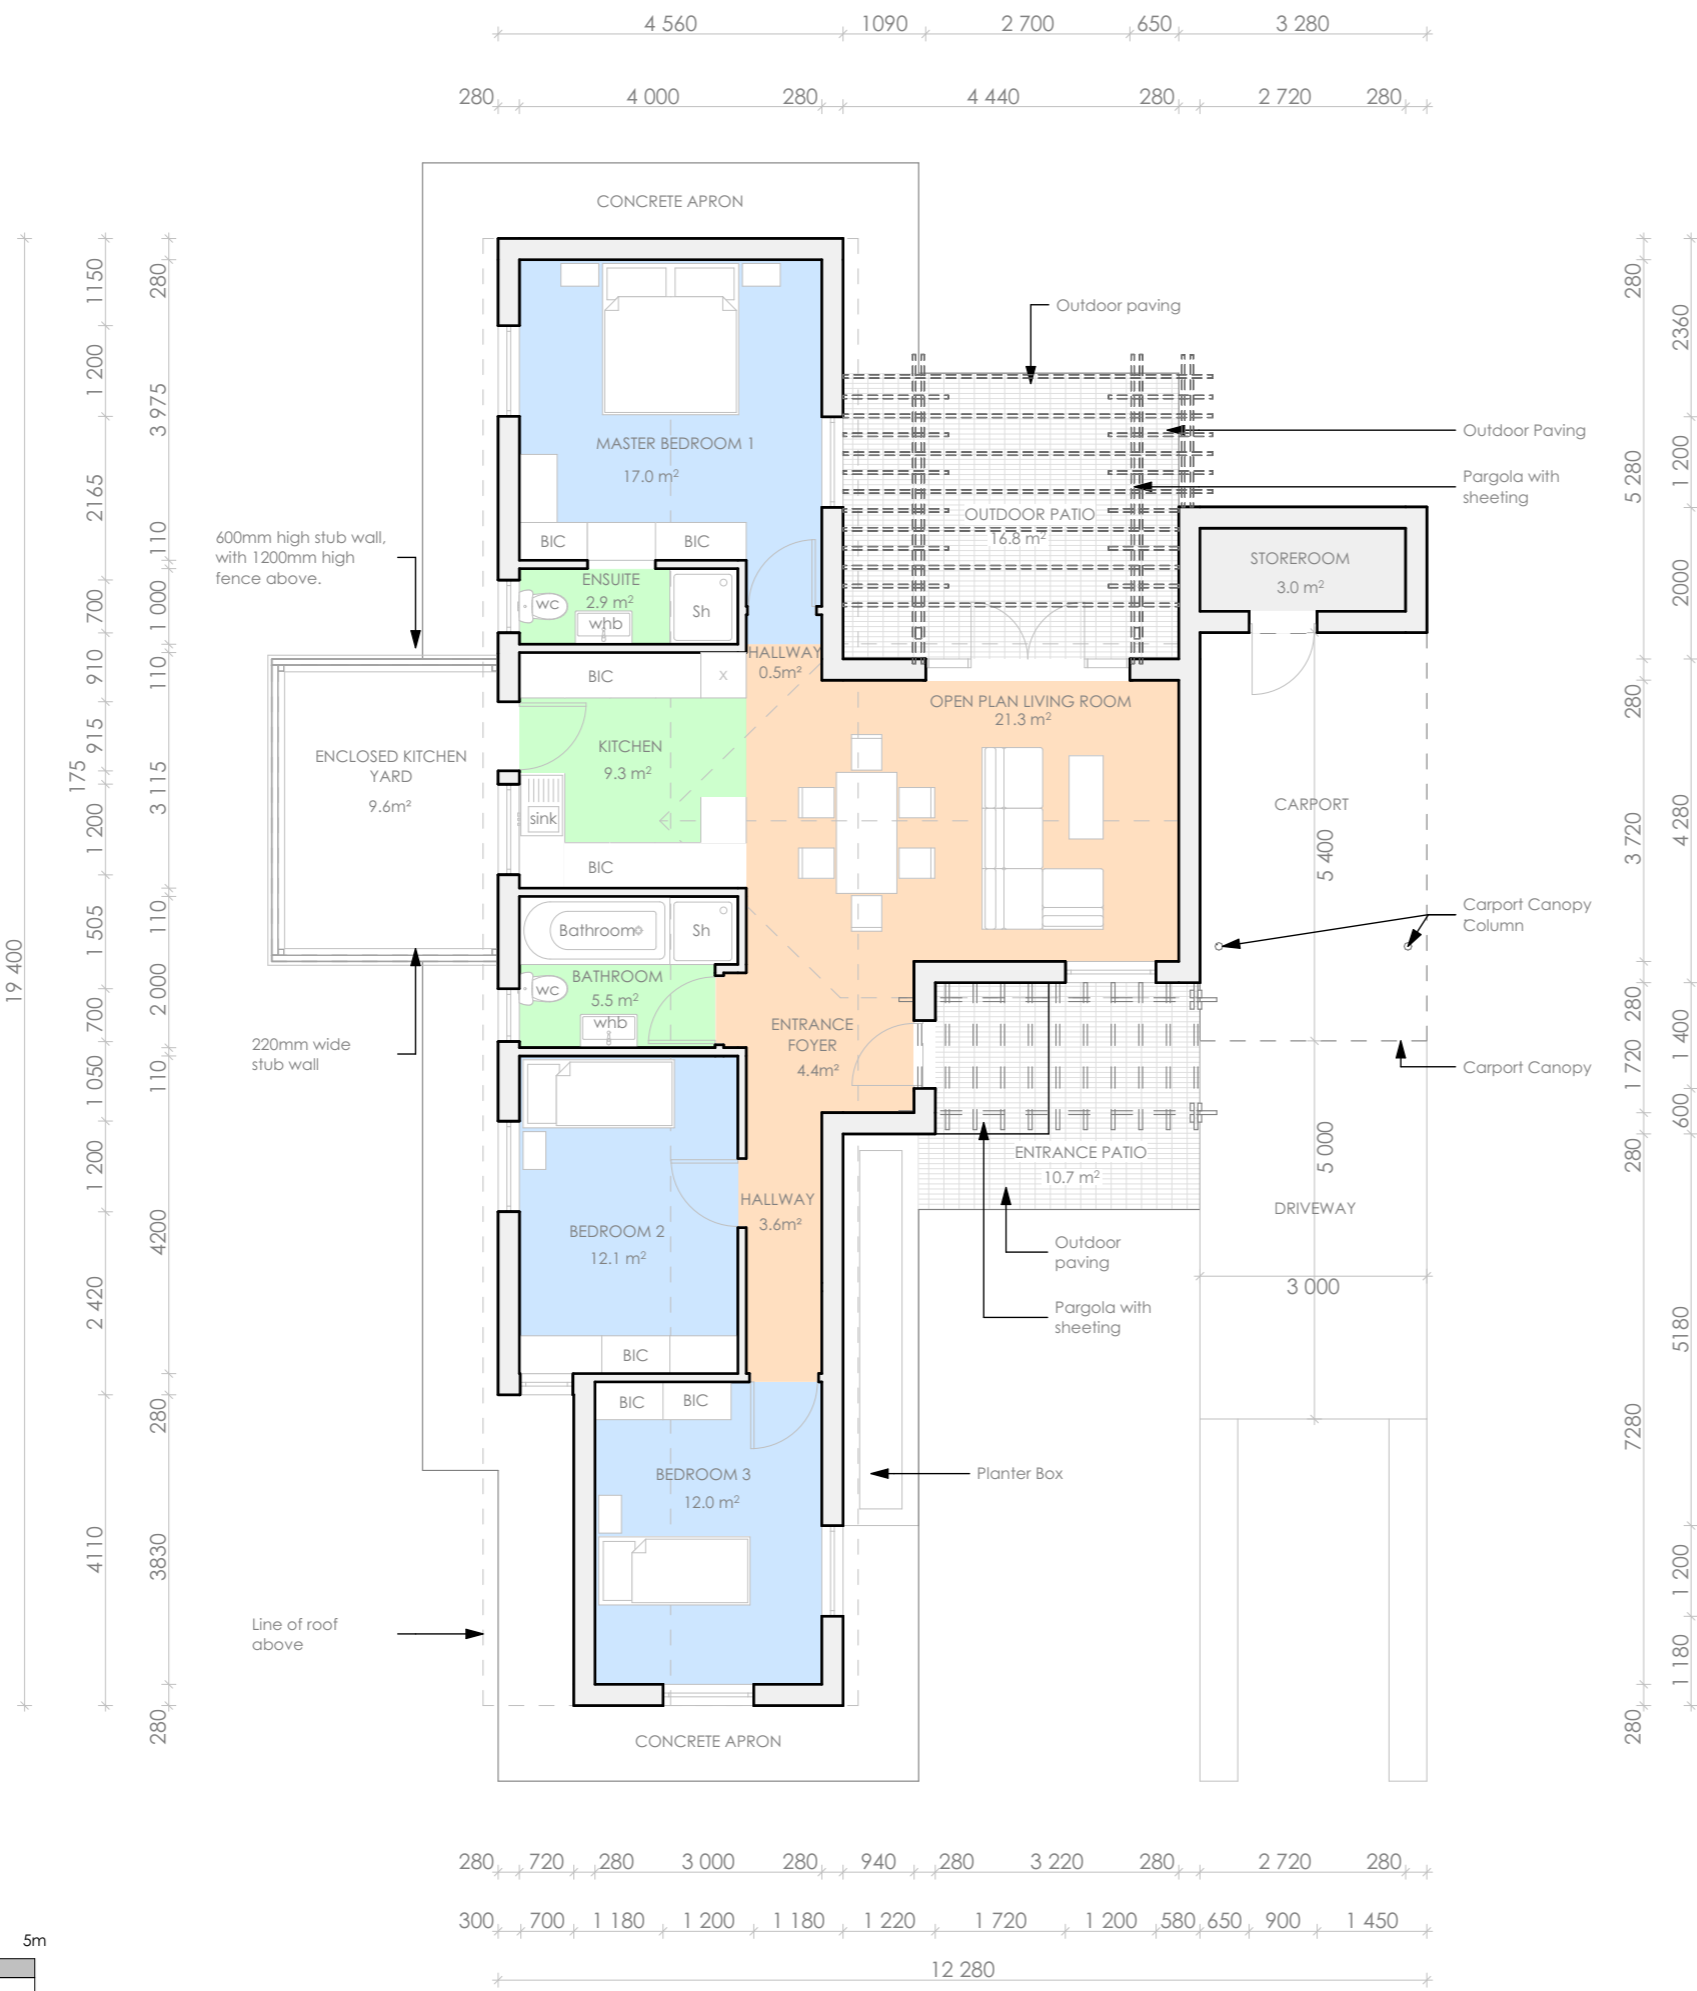 4 560 1090 2 700 650 3 280
280 4 000 280 4 440 280 2 720 280
CONCRETE APRON
19 400
1150
1 200
2165
700
910
915
175
1 200
1 505
700
1 050
1 200
2 420
4110
280
3 975
110
1 000
110
3 115
110
2 000
110
4200
280
3830
280
600mm high stub wall,
with 1200mm high
fence above.
ENCLOSED KITCHEN
YARD
9.6m²
220mm wide
stub wall
Line of roof
above
MASTER BEDROOM 1
17.0 m²
BIC
BIC
ENSUITE
2.9 m²
WC
whb
Sh
HALLWAY
0.5m²
BIC
X
KITCHEN
9.3 m²
sink
BIC
Bathroom
Sh
BATHROOM
5.5 m²
WC
whb
BEDROOM 2
12.1 m²
BIC
HALLWAY
3.6m²
BIC
BIC
BEDROOM 3
12.0 m²
CONCRETE APRON
Outdoor paving
OUTDOOR PATIO
16.8 m²
OPEN PLAN LIVING ROOM
21.3 m²
ENTRANCE
FOYER
4.4m²
ENTRANCE PATIO
10.7 m²
Outdoor
paving
Pargola with
sheeting
Planter Box
STOREROOM
3.0 m²
CARPORT
5 400
5 000
DRIVEWAY
3 000
Outdoor Paving
Pargola with
sheeting
Carport Canopy
Column
Carport Canopy
280
5 280
280
3 720
280
1 720
280
7280
280
2360
1 200
2000
4 280
1 400
600
5180
1 200
1 180
280 720 280 3 000 280 940 280 3 220 280 2 720 280
300 700 1 180 1 200 1 180 1 220 1 720 1 200 580 650 900 1 450
12 280
5m